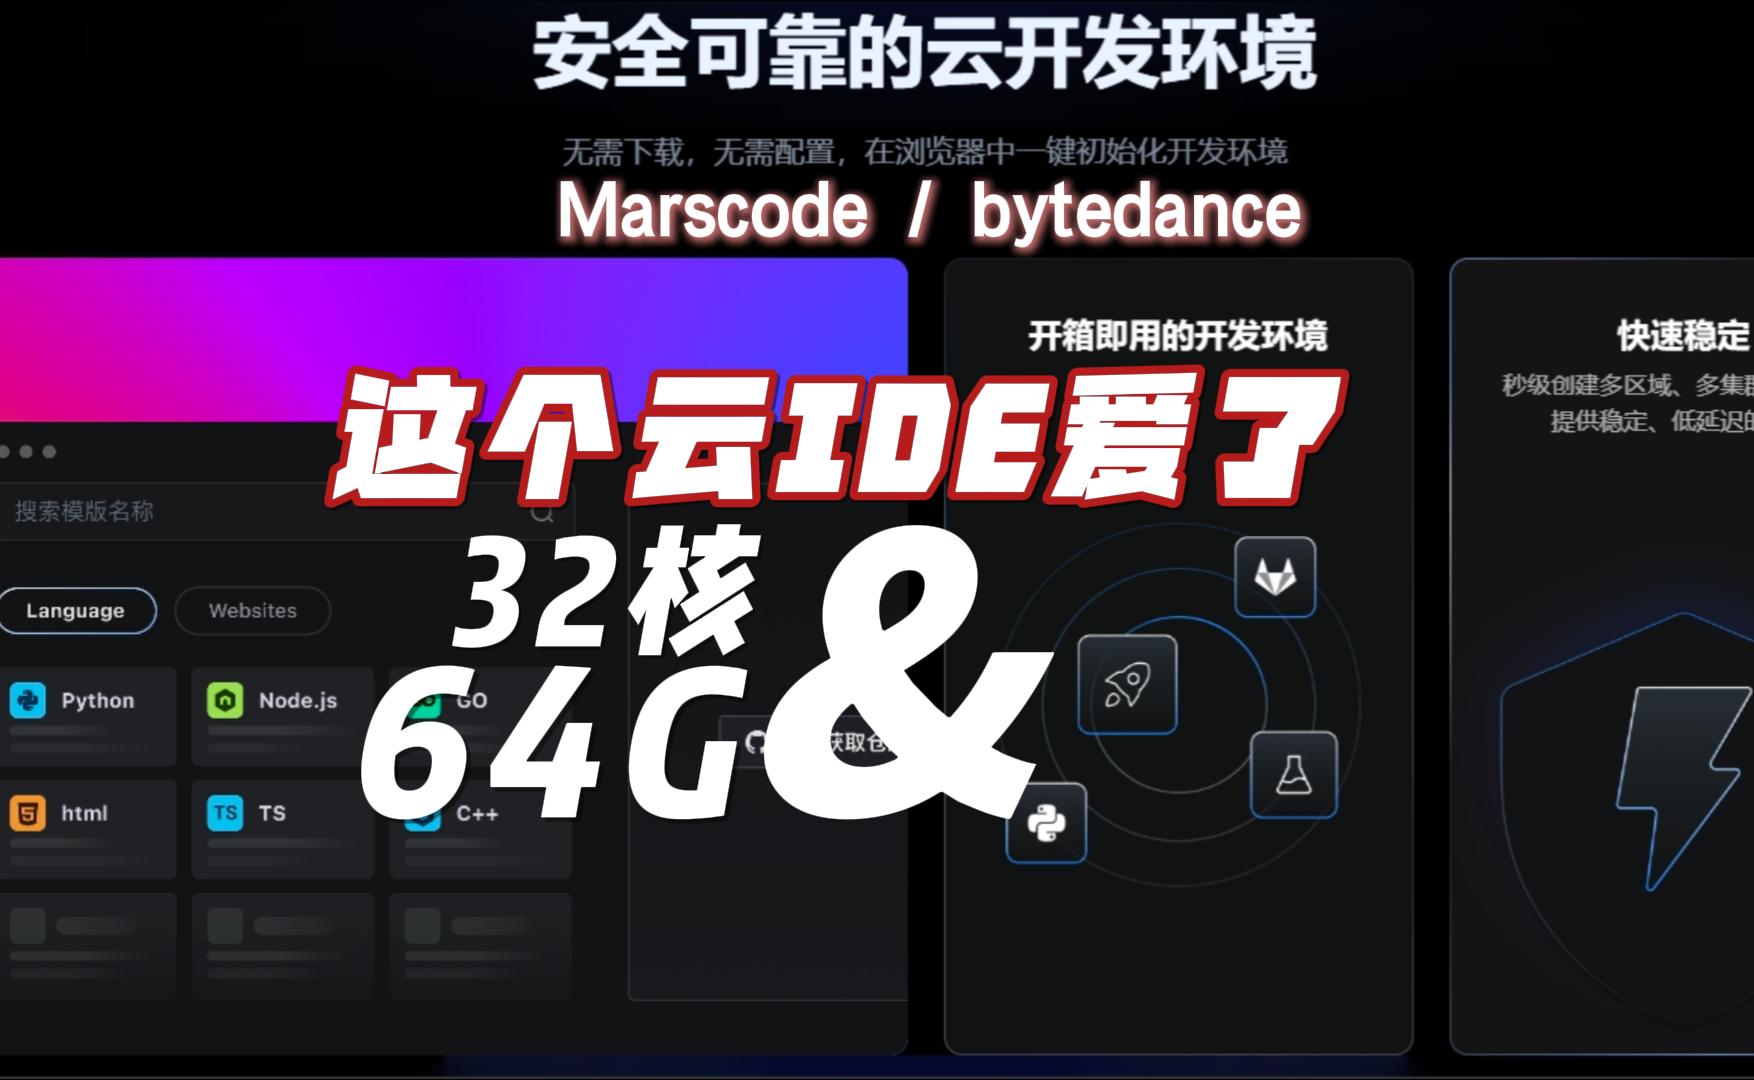 安全可靠的云开发环境
无需下载，无需配置，在浏览器中一键初始化开发环境
Marscode / bytedance
开箱即用的开发环境
快速稳定
秒级创建多区域、多集群
提供稳定、低延迟的
这个云IDE爱了
搜索模版名称
32核
64G
&
Language
Websites
Python
Node.js
GO
获取仓
html
TS TS
C++